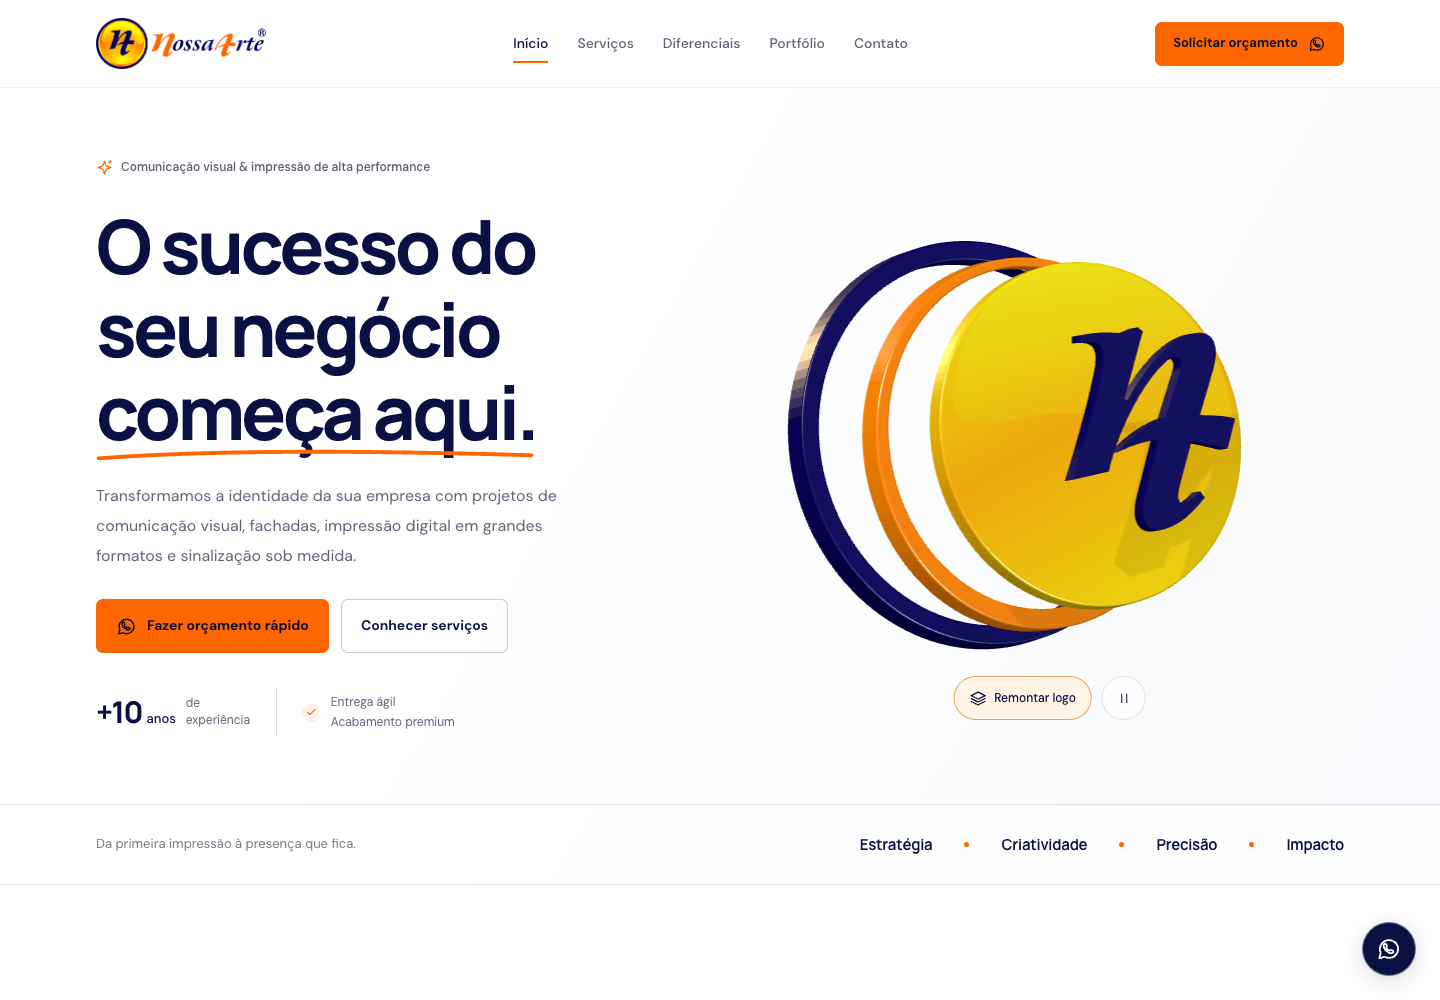 NossaArte®
Início
Serviços
Diferenciais
Portfólio
Contato
Solicitar orçamento
Comunicação visual & impressão de alta performance
O sucesso do
seu negócio
começa aqui.
Transformamos a identidade da sua empresa com projetos de
comunicação visual, fachadas, impressão digital em grandes
formatos e sinalização sob medida.
Fazer orçamento rápido
Conhecer serviços
+10 anos
de
experiência
Entrega ágil
Acabamento premium
Remontar logo
Da primeira impressão à presença que fica.
Estratégia
Criatividade
Precisão
Impacto